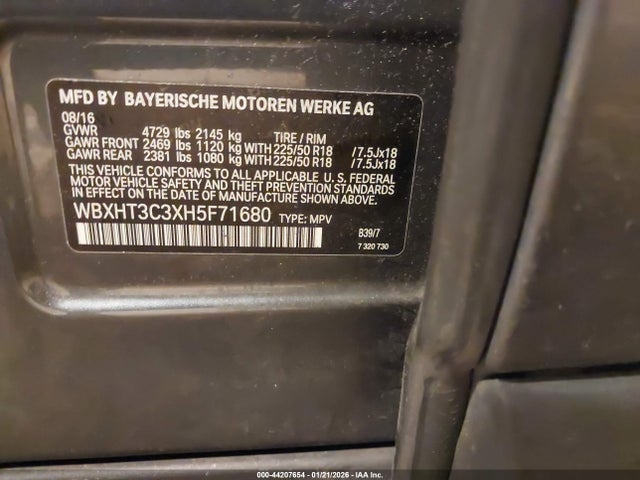 MFD BY BAYERISCHE MOTOREN WERKE AG
08/16
GVWR 4729 lbs 2145 kg TIRE / RIM
GAWR FRONT 2469 lbs 1120 kg WITH 225/50 R18 /7.5Jx18
GAWR REAR 2381 lbs 1080 kg WITH 225/50 R18 /7.5Jx18
THIS VEHICLE CONFORMS TO ALL APPLICABLE U. S. FEDERAL
MOTOR VEHICLE SAFETY, BUMPER, AND THEFT PREVENTION
STANDARDS IN EFFECT ON THE DATE OF MANUFACTURE SHOWN ABOVE.
WBXHT3C3XH5F71680 TYPE: MPV
B39/7
7 320 730
000-44207654 - 01/21/2026 - IAA Inc.